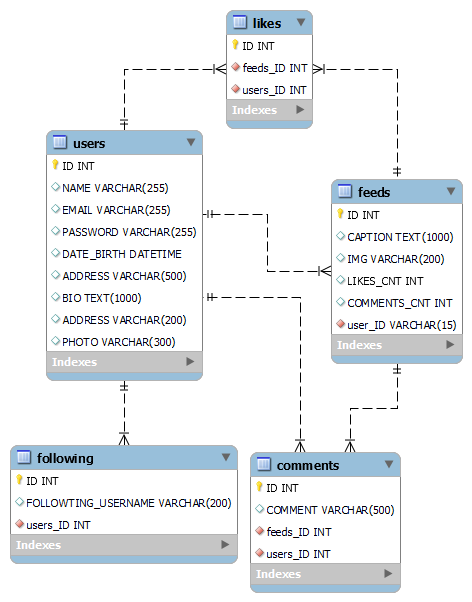 likes
ID INT
feeds_ID INT
users_ID INT
Indexes
users
ID INT
NAME VARCHAR(255)
EMAIL VARCHAR(255)
PASSWORD VARCHAR(255)
DATE_BIRTH DATETIME
ADDRESS VARCHAR(500)
BIO TEXT(1000)
ADDRESS VARCHAR(200)
PHOTO VARCHAR(300)
Indexes
feeds
ID INT
CAPTION TEXT(1000)
IMG VARCHAR(200)
LIKES_CNT INT
COMMENTS_CNT INT
user_ID VARCHAR(15)
Indexes
following
ID INT
FOLLOWTING_USERNAME VARCHAR(200)
users_ID INT
Indexes
comments
ID INT
COMMENT VARCHAR(500)
feeds_ID INT
users_ID INT
Indexes